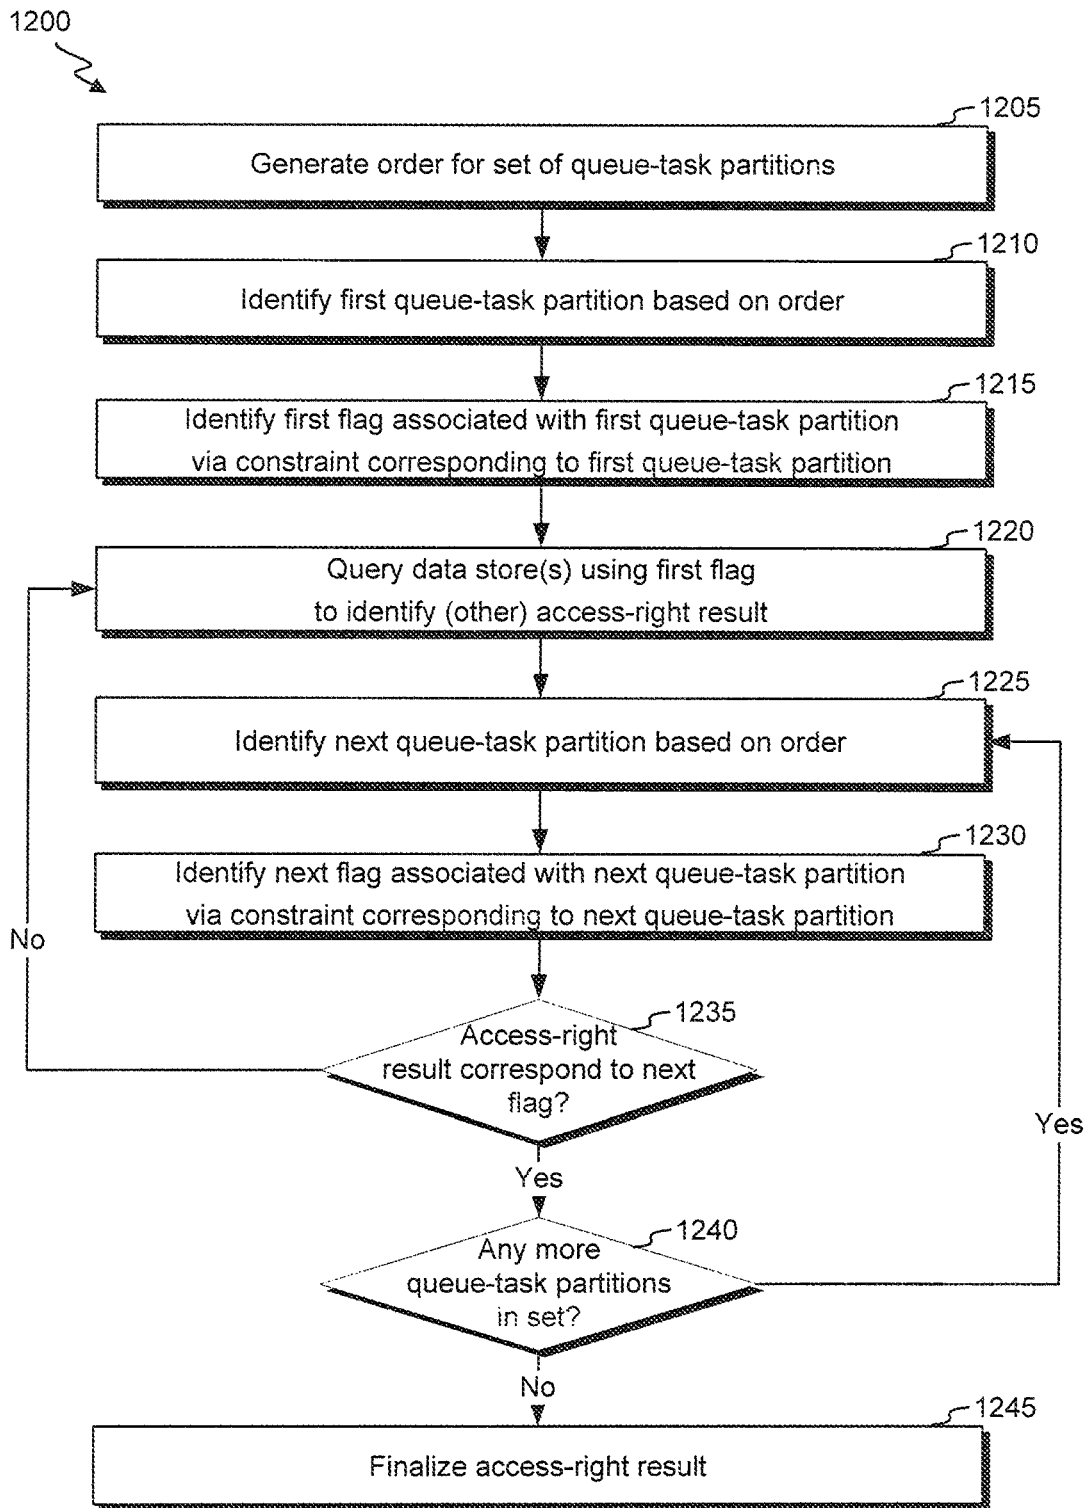 1200
1205
Generate order for set of queue-task partitions
1210
Identify first queue-task partition based on order
1215
Identify first flag associated with first queue-task partition
via constraint corresponding to first queue-task partition
1220
Query data store(s) using first flag
to identify (other) access-right result
1225
Identify next queue-task partition based on order
1230
Identify next flag associated with next queue-task partition
via constraint corresponding to next queue-task partition
No
1235
Access-right
result correspond to next
flag?
Yes
Yes
1240
Any more
queue-task partitions
in set?
No
1245
Finalize access-right result